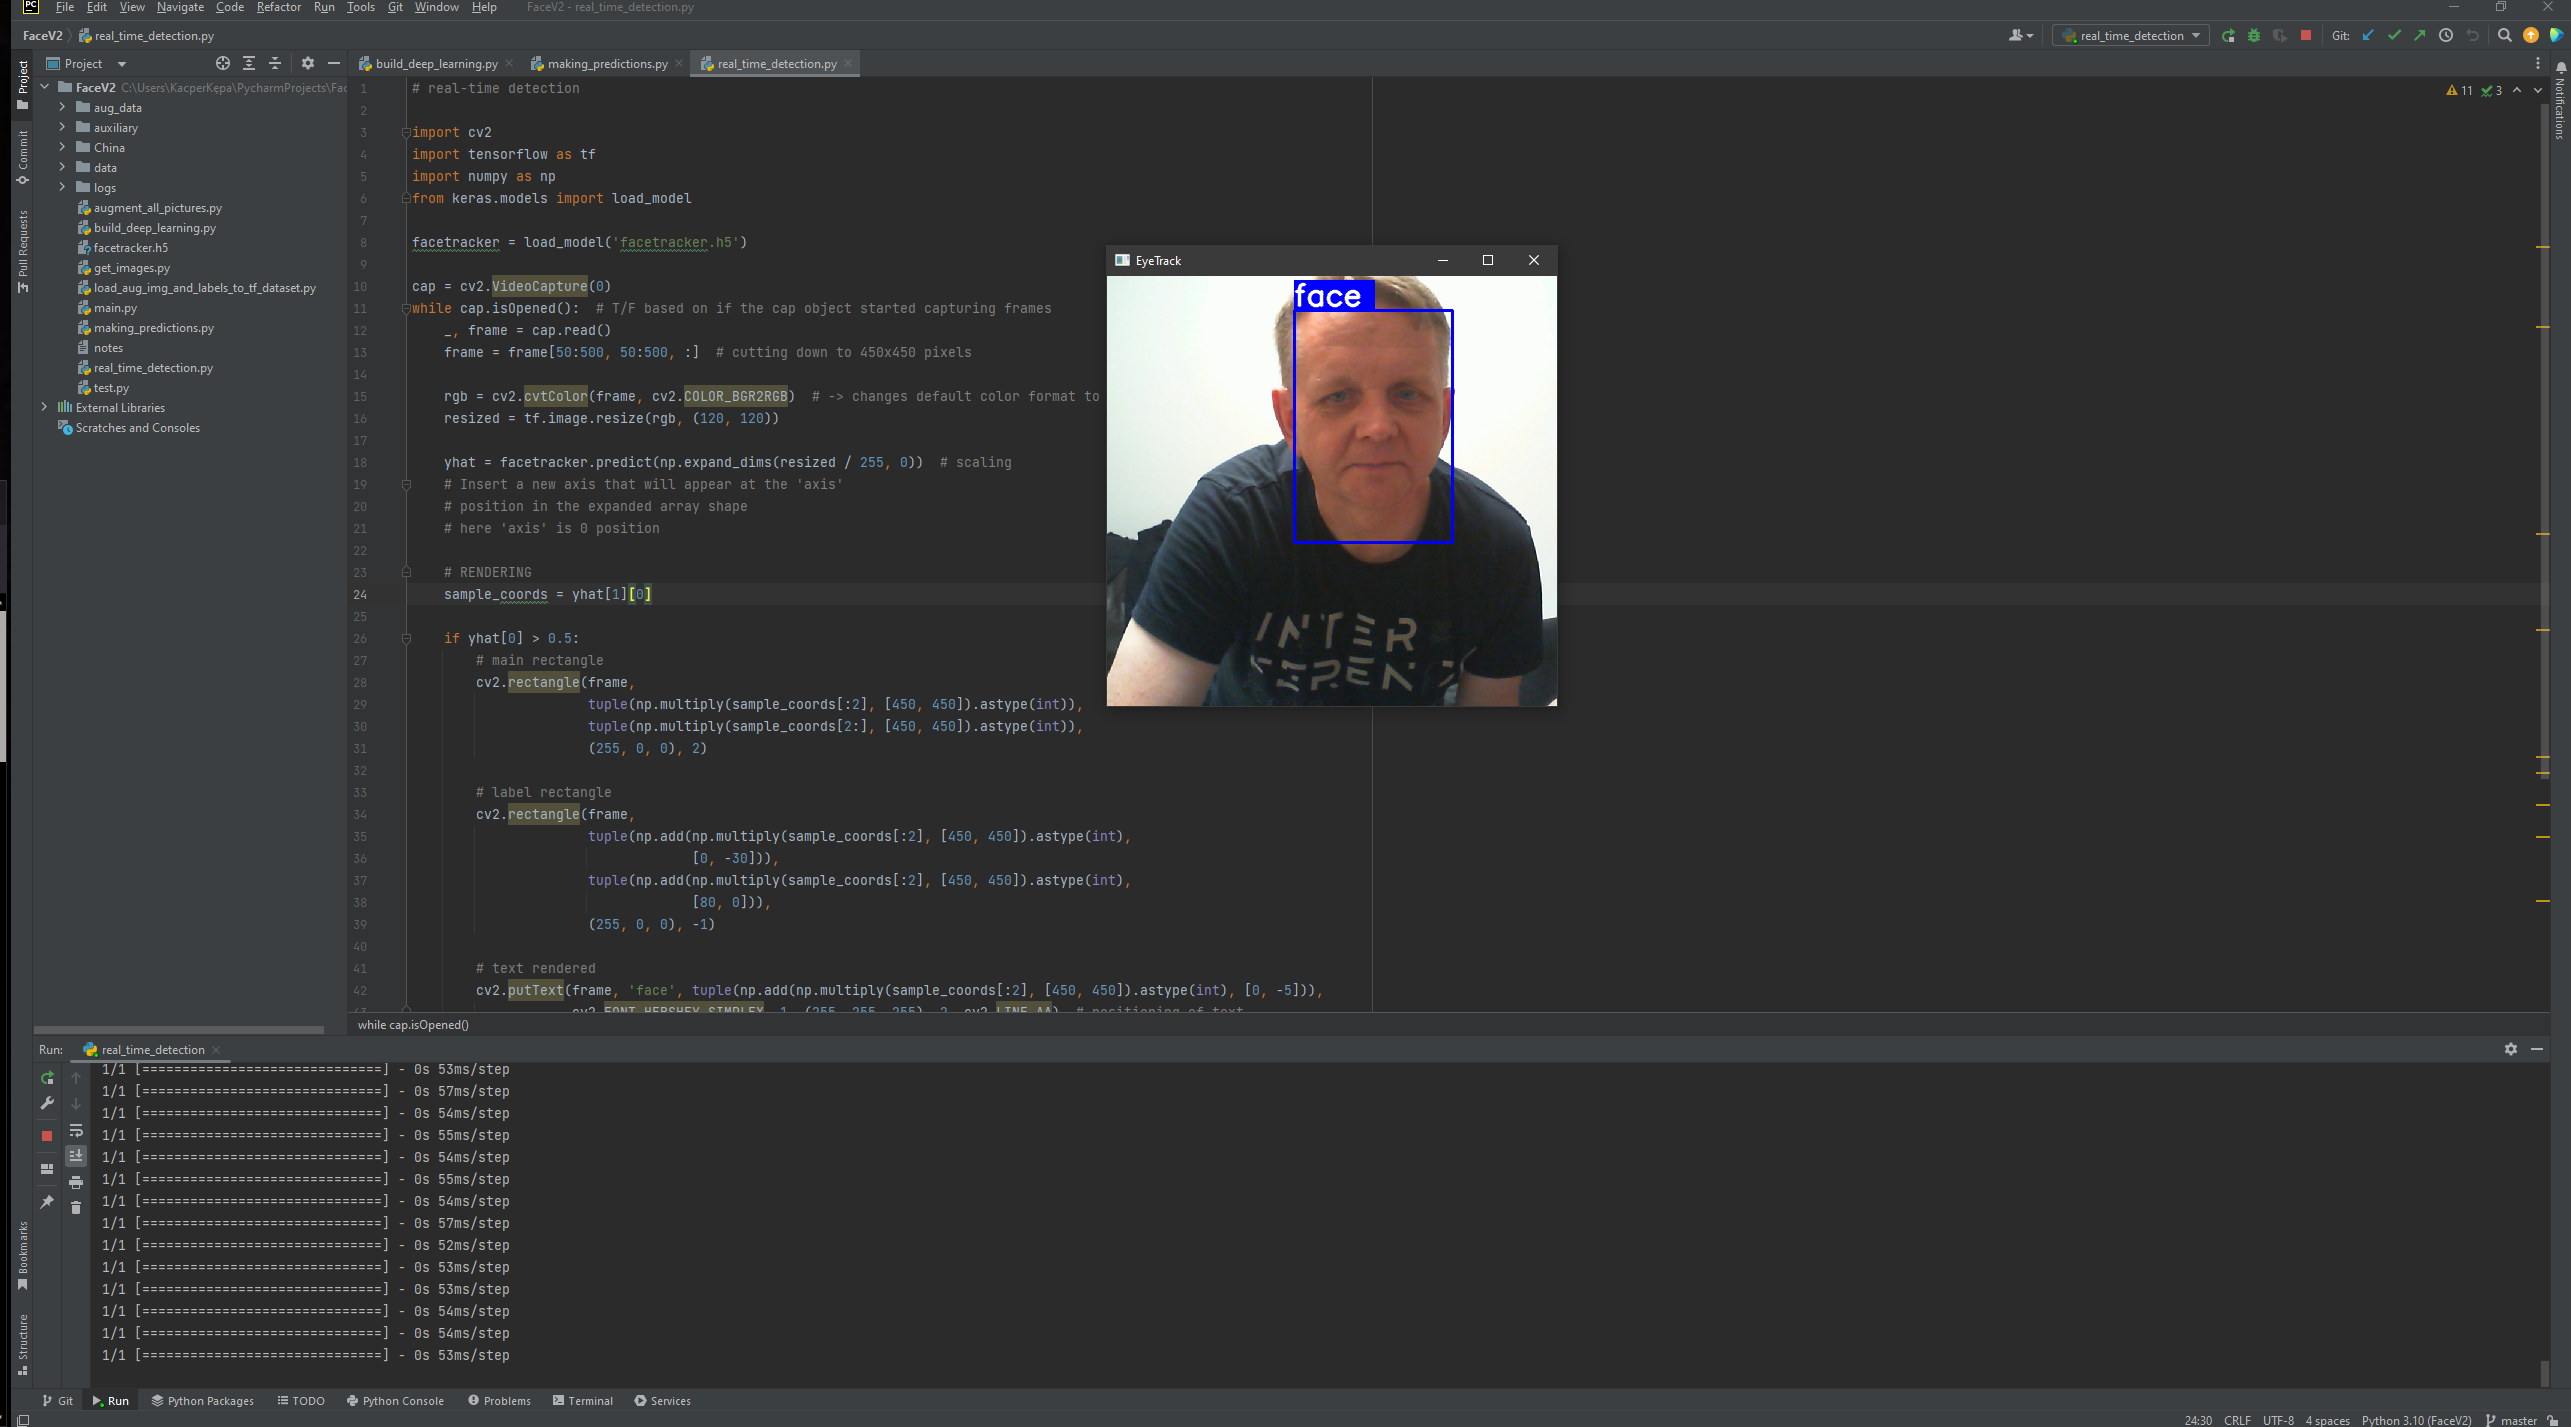 PC File Edit View Navigate Code Refactor Run Tools Git Window Help FaceV2 - real_time_detection.py
FaceV2 real_time_detection.py
real_time_detection Git:
Project
build_deep_learning.py making_predictions.py real_time_detection.py
Project
Commit
Pull Requests
Notifications
FaceV2 C:\Users\KacperKępa\PycharmProjects\Fac
aug_data
auxiliary
China
data
logs
augment_all_pictures.py
build_deep_learning.py
facetracker.h5
get_images.py
load_aug_img_and_labels_to_tf_dataset.py
main.py
making_predictions.py
notes
real_time_detection.py
test.py
External Libraries
Scratches and Consoles
11 3
1 # real-time detection
2
3 import cv2
4 import tensorflow as tf
5 import numpy as np
6 from keras.models import load_model
7
8 facetracker = load_model('facetracker.h5')
9
10 cap = cv2.VideoCapture(0)
11 while cap.isOpened():  # T/F based on if the cap object started capturing frames
12 _, frame = cap.read()
13 frame = frame[50:500, 50:500, :]  # cutting down to 450x450 pixels
14
15 rgb = cv2.cvtColor(frame, cv2.COLOR_BGR2RGB)  # -> changes default color format to
16 resized = tf.image.resize(rgb, (120, 120))
17
18 yhat = facetracker.predict(np.expand_dims(resized / 255, 0))  # scaling
19 # Insert a new axis that will appear at the 'axis'
20 # position in the expanded array shape
21 # here 'axis' is 0 position
22
23 # RENDERING
24 sample_coords = yhat[1][0]
25
26 if yhat[0] > 0.5:
27 # main rectangle
28 cv2.rectangle(frame,
29 tuple(np.multiply(sample_coords[:2], [450, 450]).astype(int)),
30 tuple(np.multiply(sample_coords[2:], [450, 450]).astype(int)),
31 (255, 0, 0), 2)
32
33 # label rectangle
34 cv2.rectangle(frame,
35 tuple(np.add(np.multiply(sample_coords[:2], [450, 450]).astype(int),
36 [0, -30])),
37 tuple(np.add(np.multiply(sample_coords[:2], [450, 450]).astype(int),
38 [80, 0])),
39 (255, 0, 0), -1)
40
41 # text rendered
42 cv2.putText(frame, 'face', tuple(np.add(np.multiply(sample_coords[:2], [450, 450]).astype(int), [0, -5])),
cv2.FONT_HERSHEY_SIMPLEX, 1, (255, 255, 255), 2, cv2.LINE_AA)  # positioning of text
while cap.isOpened()
EyeTrack
face
INTER
FERENC
Run: real_time_detection
1/1 [==============================] - 0s 53ms/step
1/1 [==============================] - 0s 57ms/step
1/1 [==============================] - 0s 54ms/step
1/1 [==============================] - 0s 55ms/step
1/1 [==============================] - 0s 54ms/step
1/1 [==============================] - 0s 55ms/step
1/1 [==============================] - 0s 54ms/step
1/1 [==============================] - 0s 57ms/step
1/1 [==============================] - 0s 52ms/step
1/1 [==============================] - 0s 53ms/step
1/1 [==============================] - 0s 53ms/step
1/1 [==============================] - 0s 54ms/step
1/1 [==============================] - 0s 54ms/step
1/1 [==============================] - 0s 53ms/step
Bookmarks
Structure
Git Run Python Packages TODO Python Console Problems Terminal Services
24:30 CRLF UTF-8 4 spaces Python 3.10 (FaceV2) master